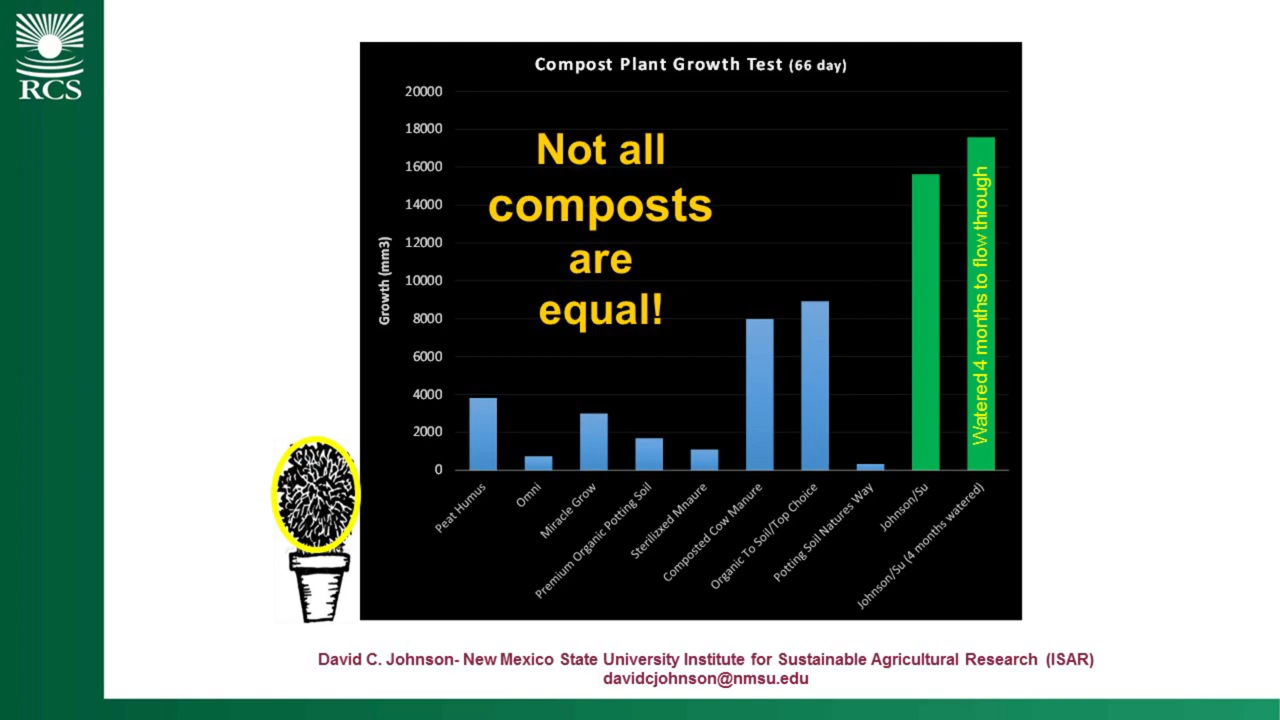 RCS
Compost Plant Growth Test (66 day)
20000
18000
16000
14000
12000
10000
8000
6000
4000
2000
0
Growth (mm3)
Not all
composts
are
equal!
Watered 4 months to flow through
Peat Humus
Omni
Miracle Grow
Premium Organic Potting Soil
Sterilizxed Mnaure
Composted Cow Manure
Organic To Soil/Top Choice
Potting Soil Natures Way
Johnson/Su
Johnson/Su (4 months watered)
David C. Johnson- New Mexico State University Institute for Sustainable Agricultural Research (ISAR)
davidcjohnson@nmsu.edu